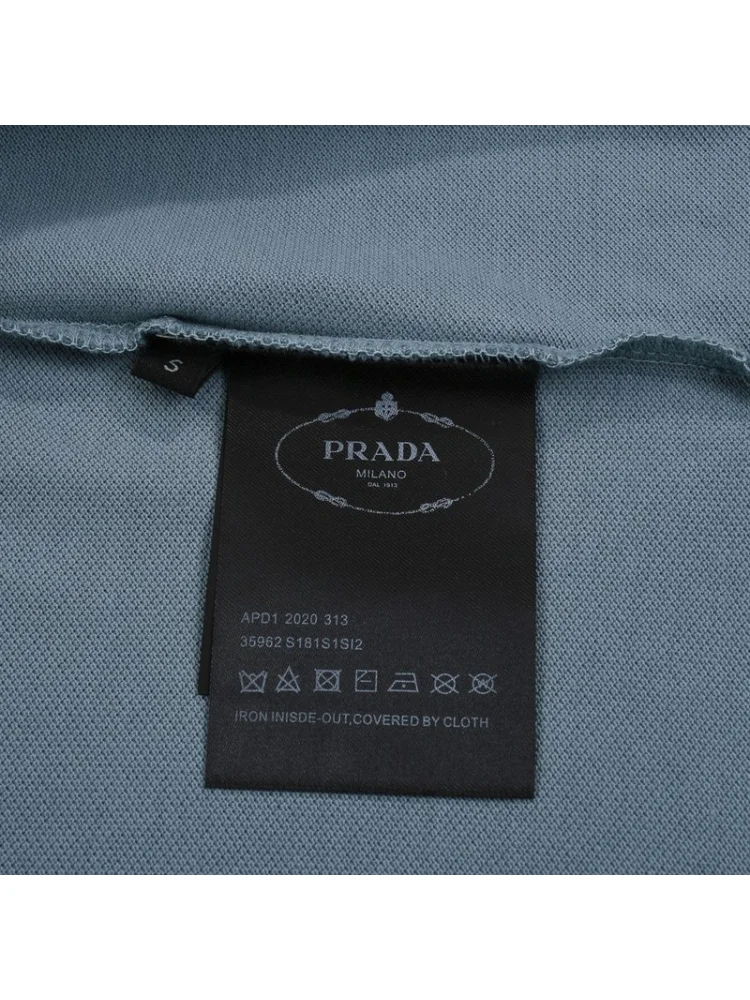 S
PRADA
MILANO
DAL 1913
APD1 2020 313
35962 S181S1SI2
IRON INISDE-OUT,COVERED BY CLOTH